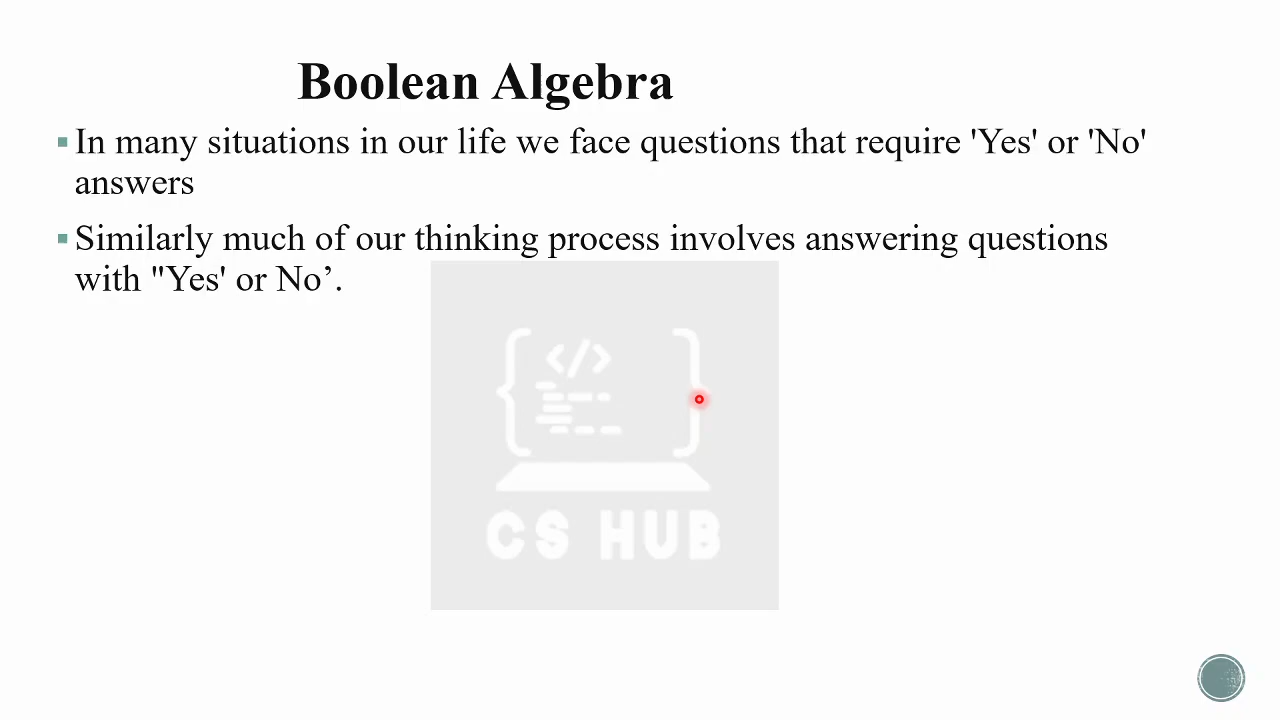 Boolean Algebra
In many situations in our life we face questions that require 'Yes' or 'No'
answers
Similarly much of our thinking process involves answering questions
with "Yes' or No’.
</>
CS HUB